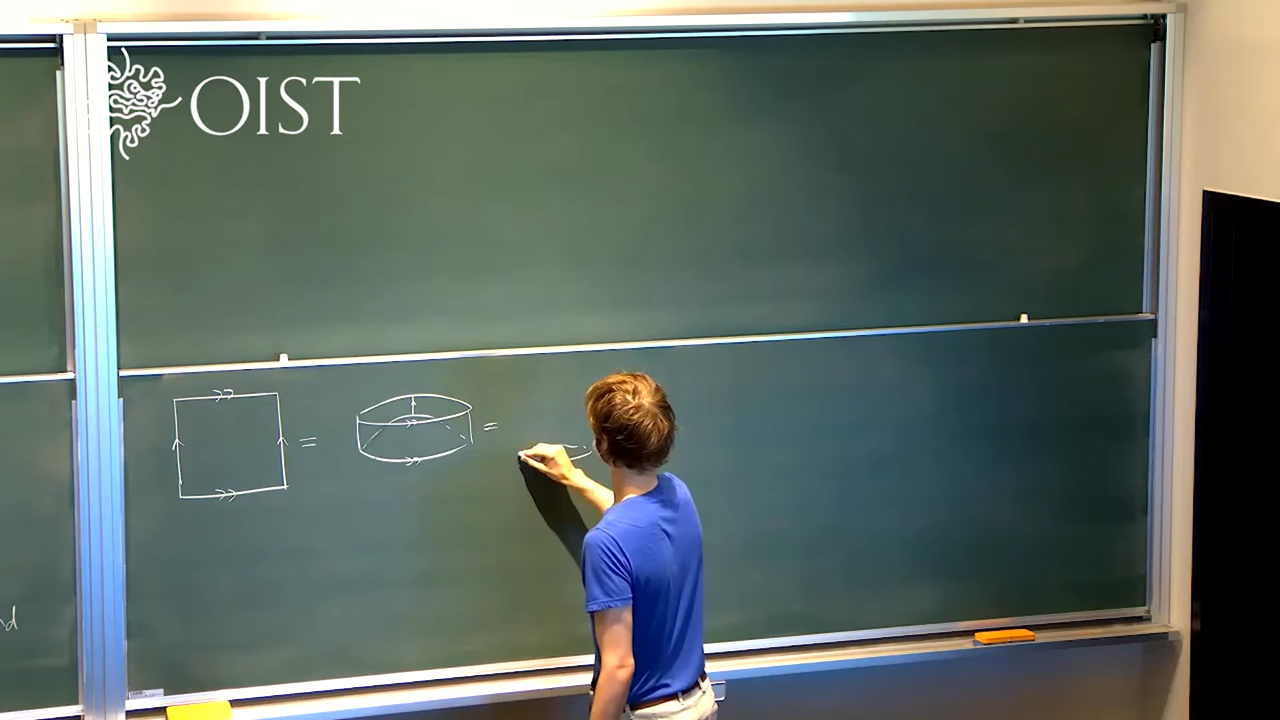 OIST
= =